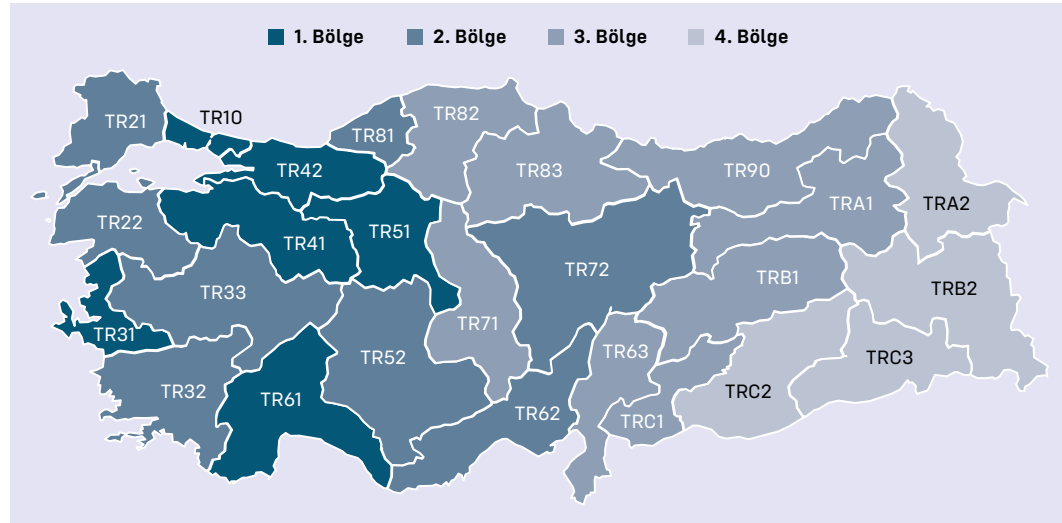 1. Bölge 2. Bölge 3. Bölge 4. Bölge
TR10
TR21
TR81
TR82
TR42
TR83
TR90
TRA1
TRA2
TR22
TR41
TR51
TR72
TRB1
TRB2
TR33
TR31
TR71
TR52
TR63
TRC3
TR32
TR61
TR62
TRC1
TRC2